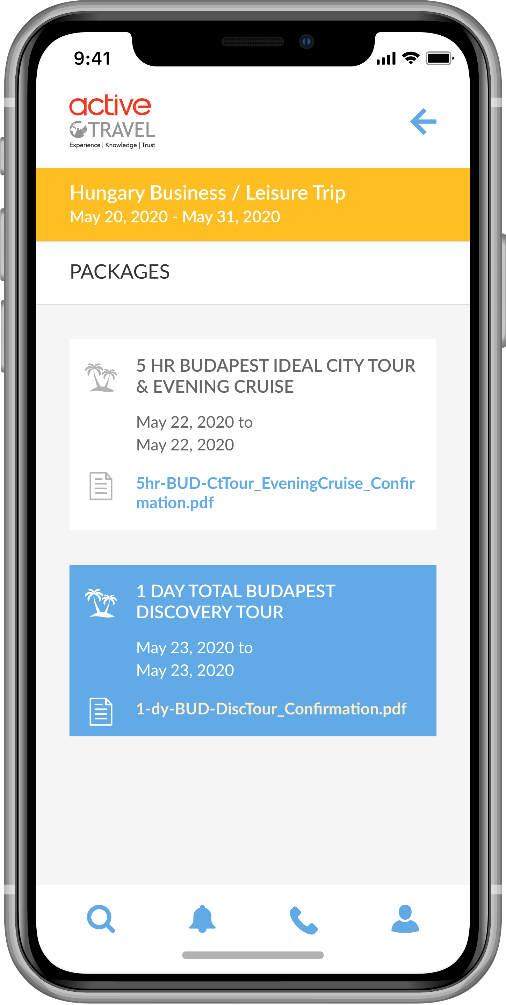 9:41
active
TRAVEL
Experience | Knowledge | Trust
Hungary Business / Leisure Trip
May 20, 2020 - May 31, 2020
PACKAGES
5 HR BUDAPEST IDEAL CITY TOUR
& EVENING CRUISE
May 22, 2020 to
May 22, 2020
5hr-BUD-CtTour_EveningCruise_Confir
mation.pdf
1 DAY TOTAL BUDAPEST
DISCOVERY TOUR
May 23, 2020 to
May 23, 2020
1-dy-BUD-DiscTour_Confirmation.pdf